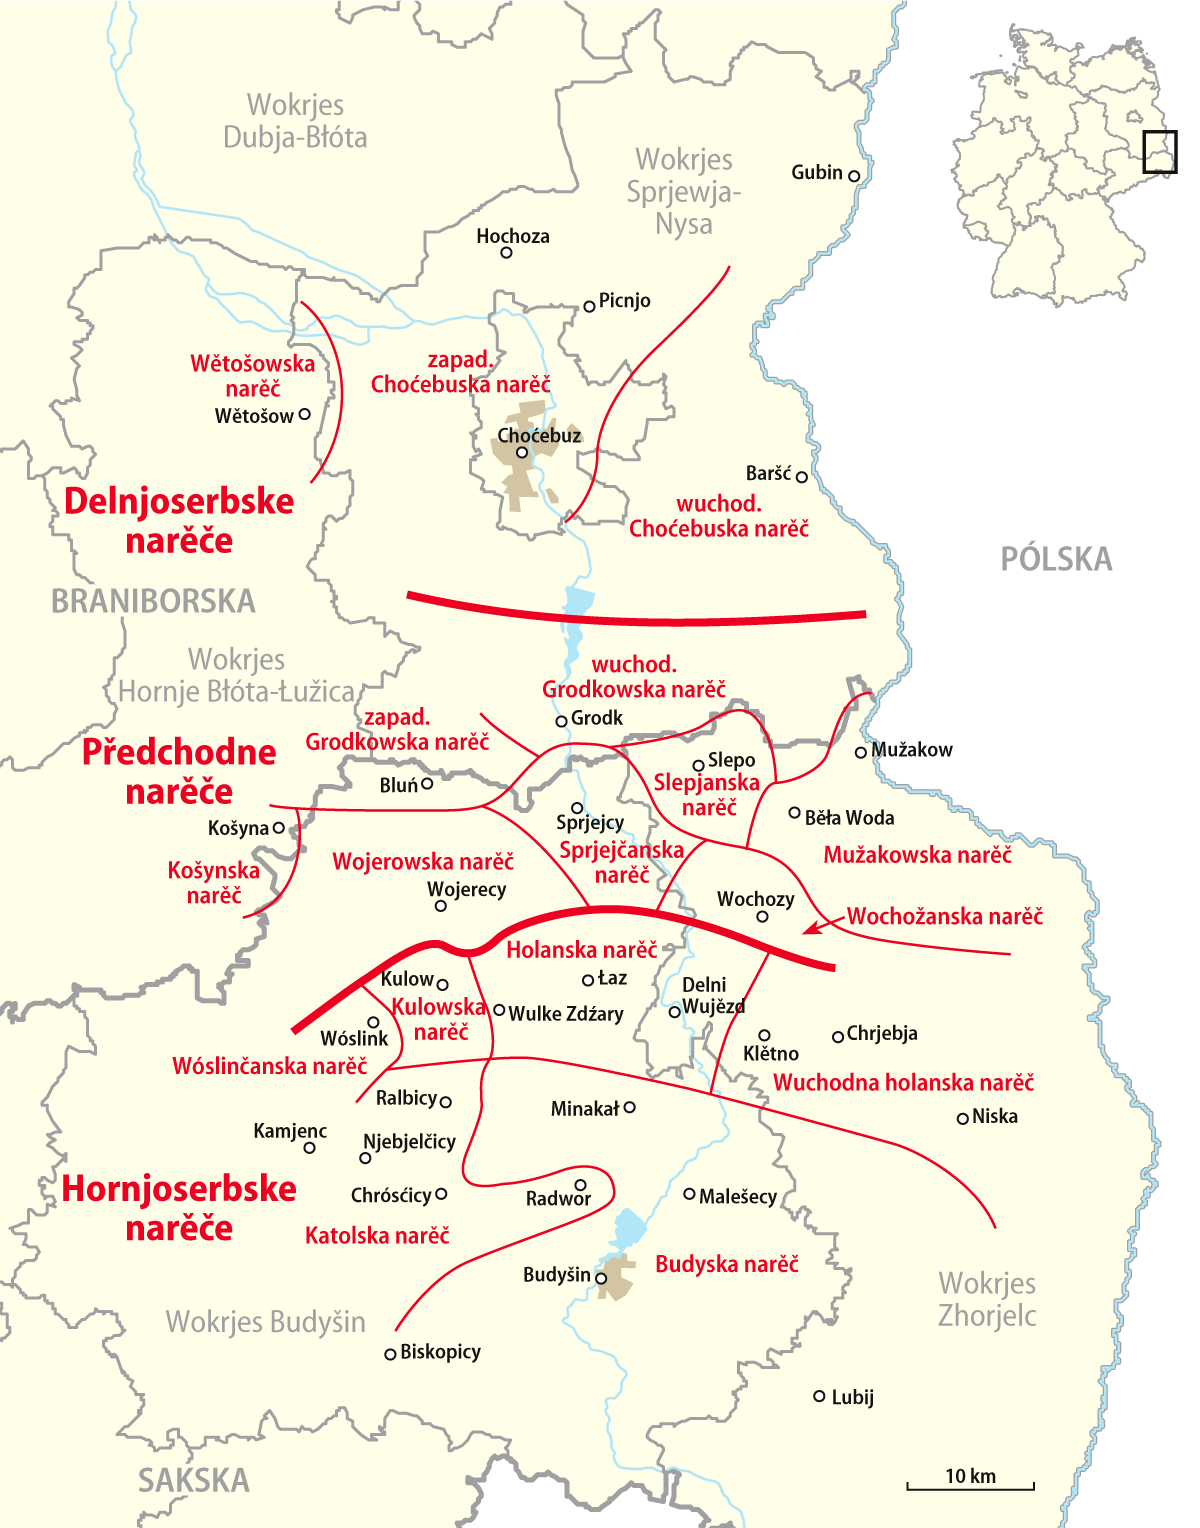 Wokrjes
Dubja-Błóta
Wokrjes
Sprjewja-
Nysa
Gubin
Hochoza
Picnjo
Wětošowska
narěč
Wětošow
zapad.
Choćebuska narěč
Choćebuz
Baršć
wuchod.
Choćebuska narěč
Delnjoserbske
narěče
PÓLSKA
BRANIBORSKA
Wokrjes
Hornje Błóta-Łužica
wuchod.
Grodkowska narěč
Grodk
zapad.
Grodkowska narěč
Předchodne
narěče
Bluń
Slepo
Slepjanska
narěč
Mužakow
Košyna
Sprjejcy
Sprjejčanska
narěč
Běła Woda
Mužakowska narěč
Košynska
narěč
Wojerowska narěč
Wojerecy
Wochozy
Wochožanska narěč
Holanska narěč
Kulow
Kulowska
narěč
Łaz
Delni
Wujězd
Wulke Zdźary
Wóslink
Wóslinčanska narěč
Klětno
Chrjebja
Wuchodna holanska narěč
Ralbicy
Minakał
Niska
Kamjenc
Njebjelčicy
Hornjoserbske
narěče
Chrósćicy
Radwor
Malešecy
Katolska narěč
Budyšin
Budyska narěč
Wokrjes
Zhorjelc
Wokrjes Budyšin
Biskopicy
Lubij
SAKSKA
10 km